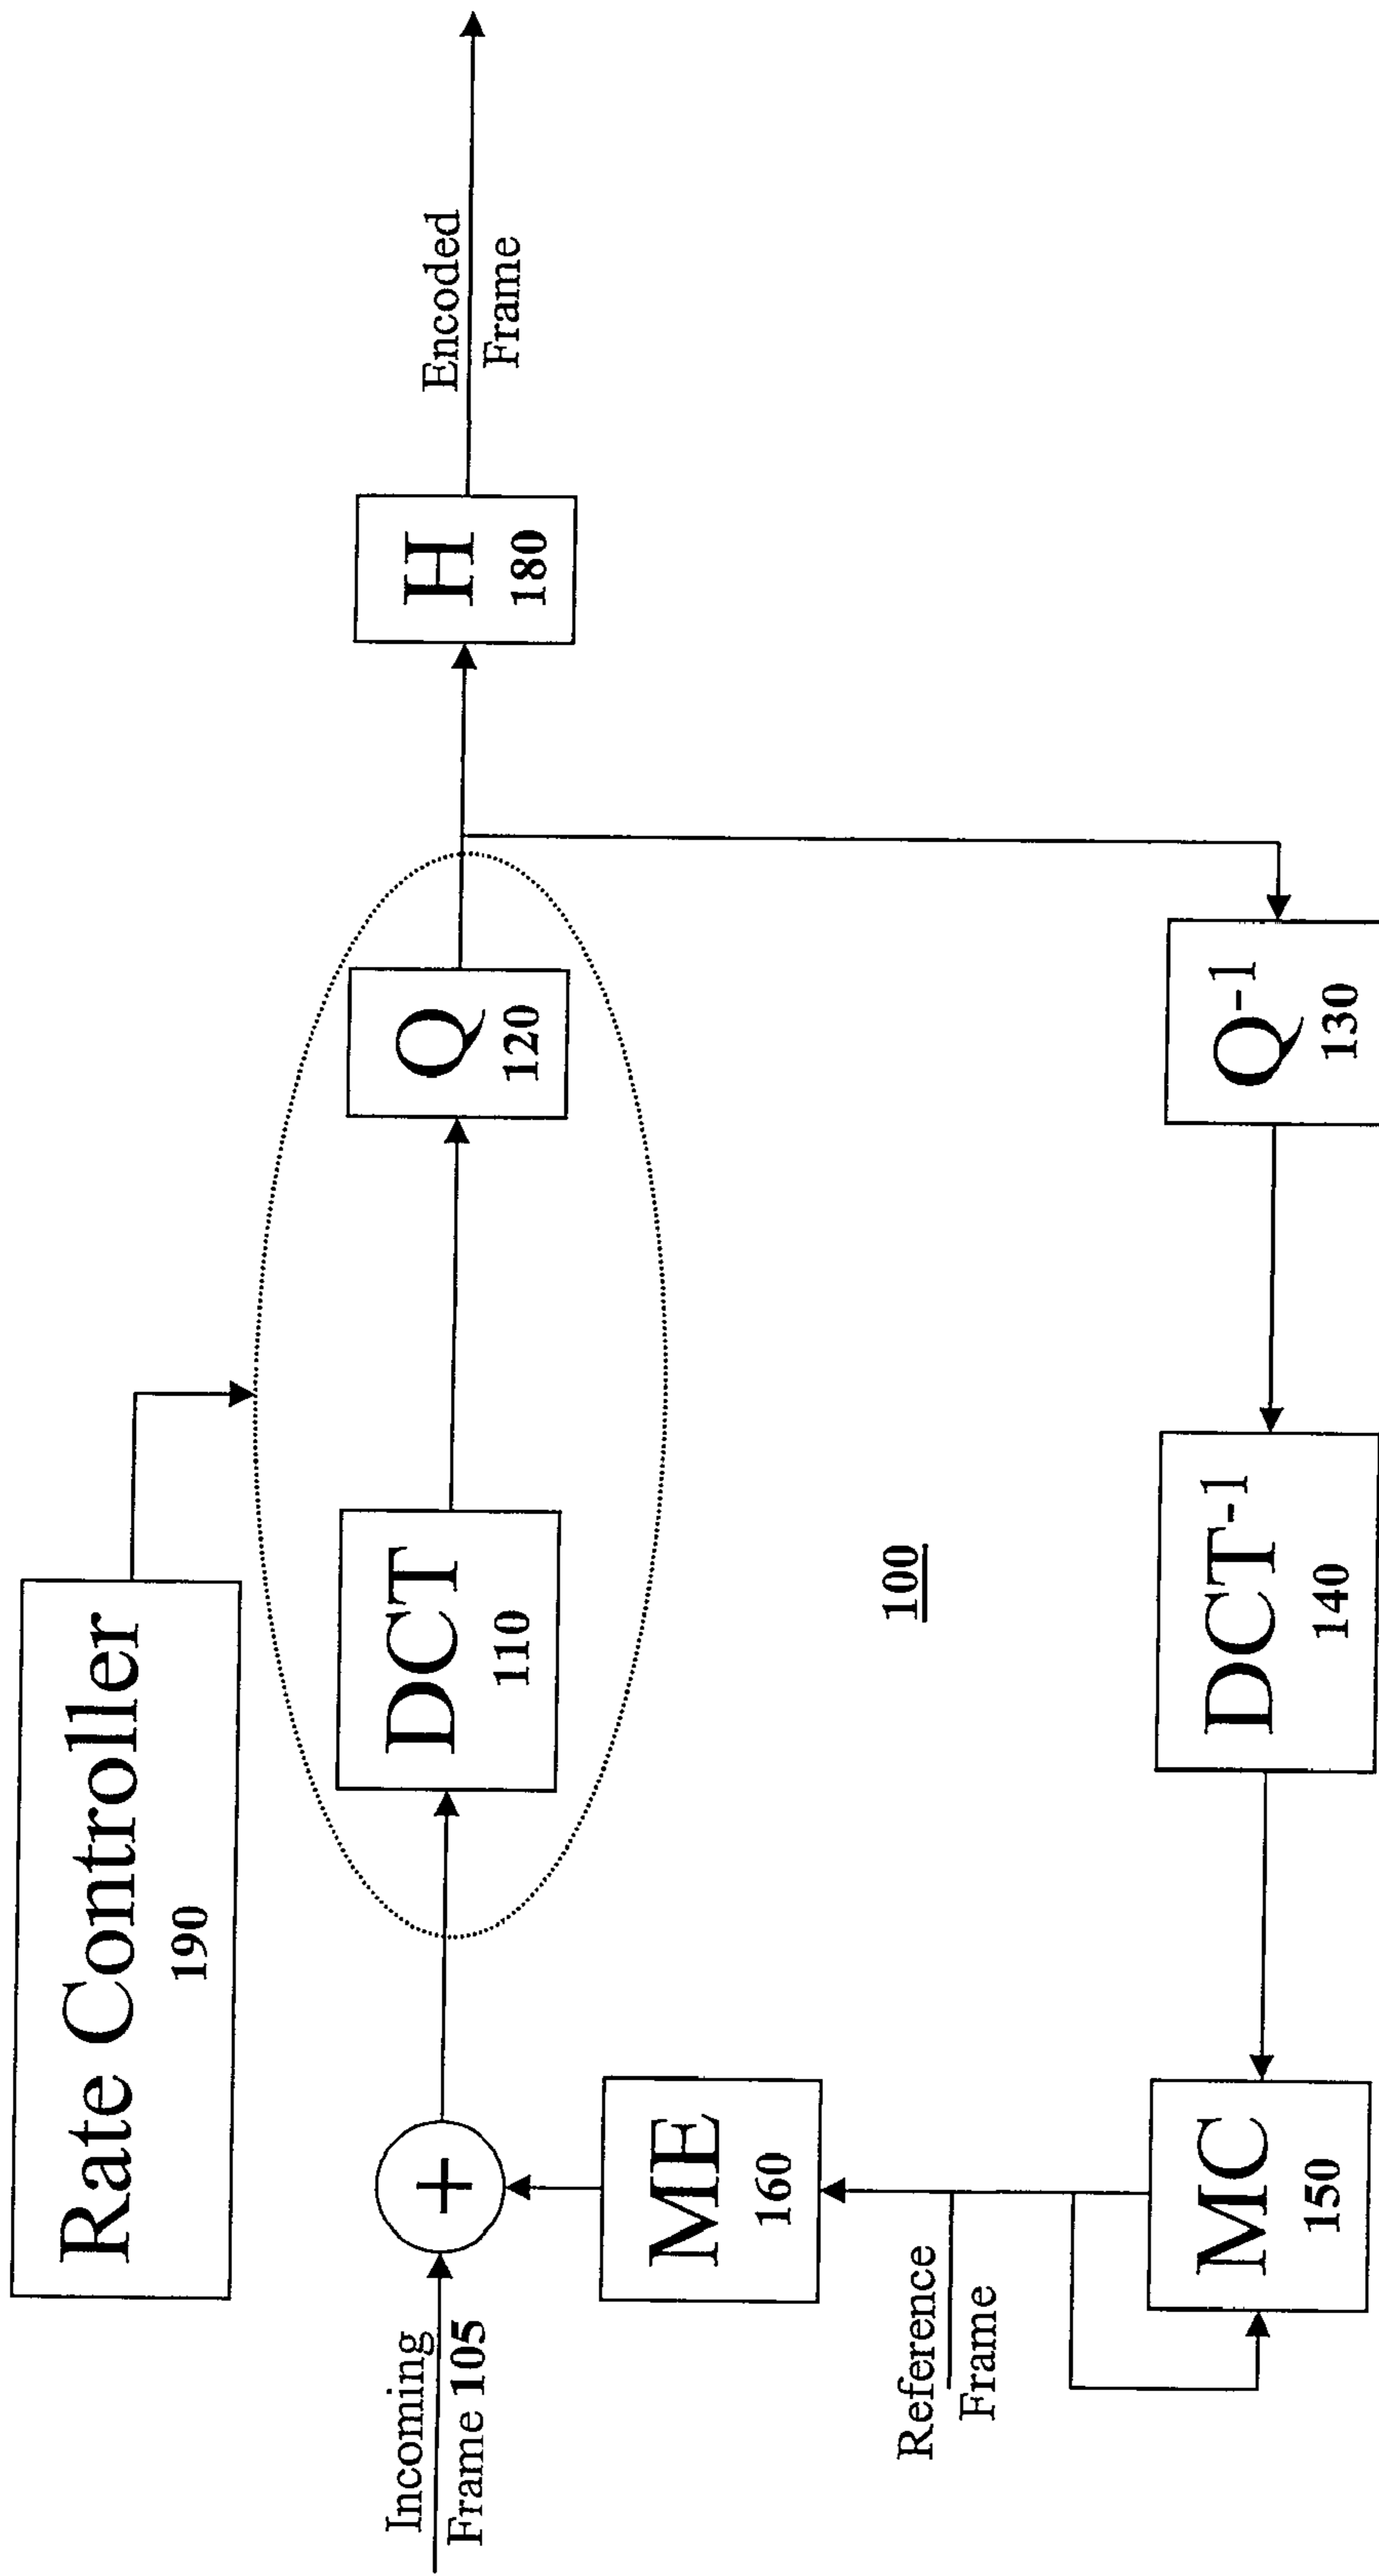 Rate Controller
190
Incoming
Frame 105
+
DCT
110
Q
120
H
180
Encoded
Frame
ME
160
100
Reference
Frame
MC
150
DCT-1
140
Q-1
130